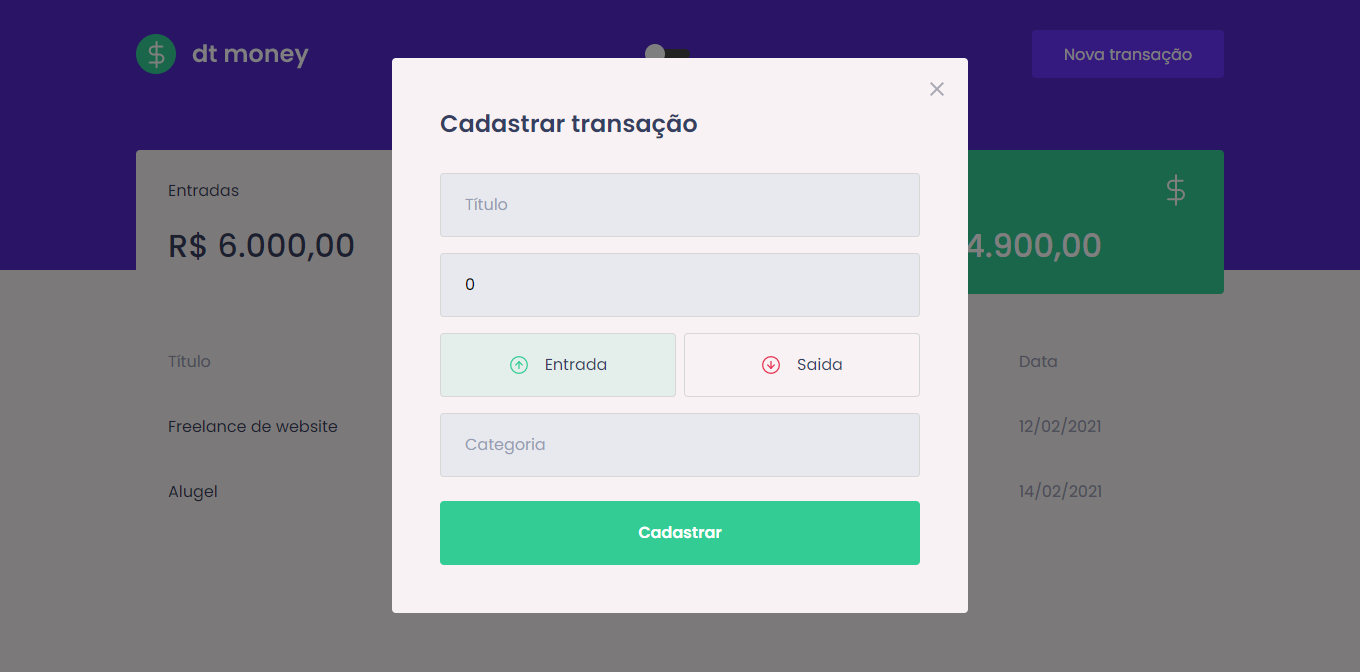 $ dt money
Nova transação
Cadastrar transação
Entradas
R$ 6.000,00
$
4.900,00
Título
0
Entrada
Saida
Categoria
Cadastrar
Título
Data
Freelance de website
12/02/2021
Alugel
14/02/2021